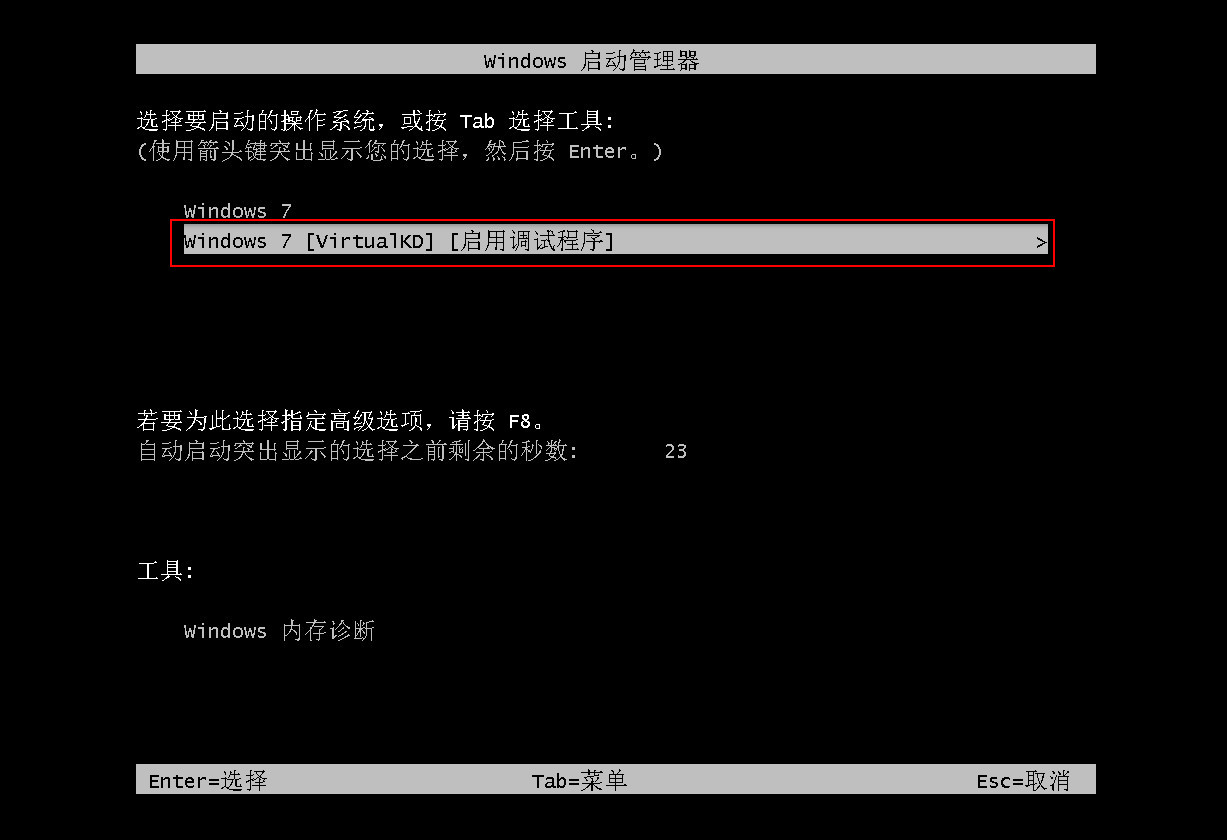 Windows 启动管理器
选择要启动的操作系统，或按 Tab 选择工具:
(使用箭头键突出显示您的选择，然后按 Enter。)
Windows 7
Windows 7 [VirtualKD] [启用调试程序] >
若要为此选择指定高级选项，请按 F8。
自动启动突出显示的选择之前剩余的秒数: 23
工具:
Windows 内存诊断
Enter=选择 Tab=菜单 Esc=取消